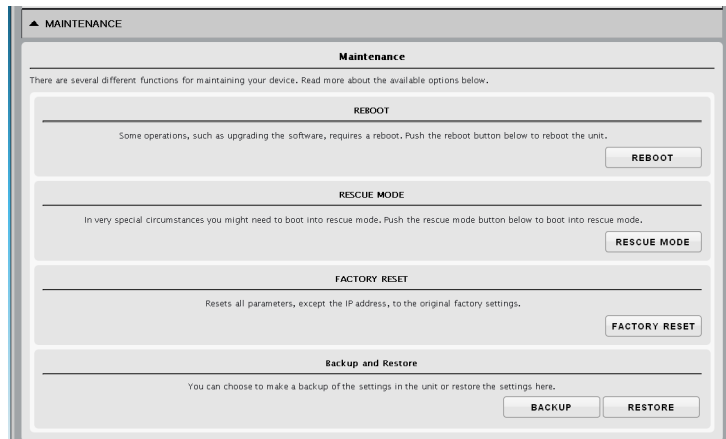 MAINTENANCE
Maintenance
There are several different functions for maintaining your device. Read more about the available options below.
REBOOT
Some operations, such as upgrading the software, requires a reboot. Push the reboot button below to reboot the unit.
REBOOT
RESCUE MODE
In very special circumstances you might need to boot into rescue mode. Push the rescue mode button below to boot into rescue mode.
RESCUE MODE
FACTORY RESET
Resets all parameters, except the IP address, to the original factory settings.
FACTORY RESET
Backup and Restore
You can choose to make a backup of the settings in the unit or restore the settings here.
BACKUP RESTORE